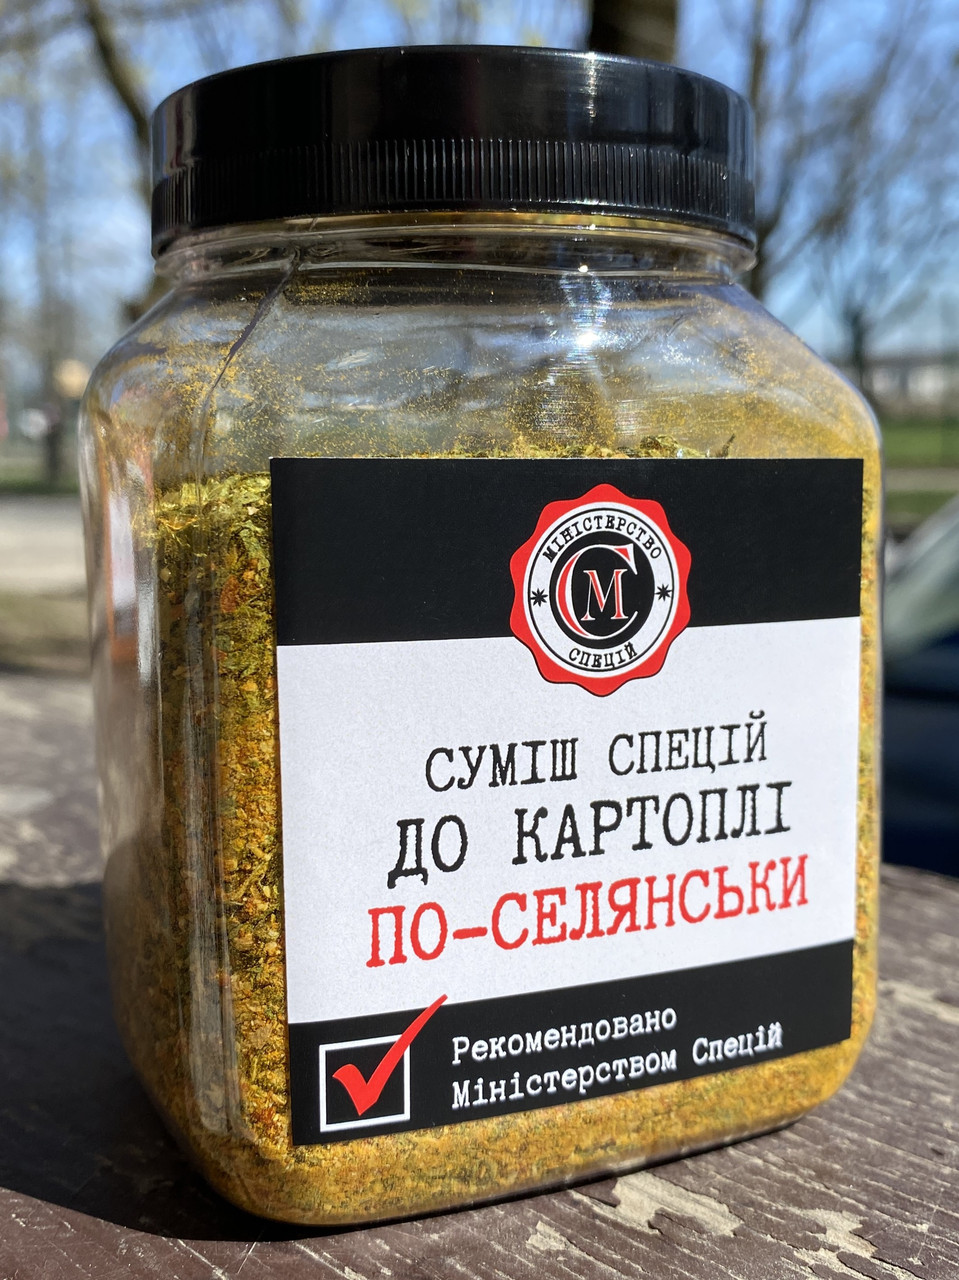 МІНІСТЕРСТВО
СМ
СПЕЦІЙ
СУМІШ СПЕЦІЙ
ДО КАРТОПЛІ
ПО-СЕЛЯНСЬКИ
Рекомендовано
Міністерством Спецій